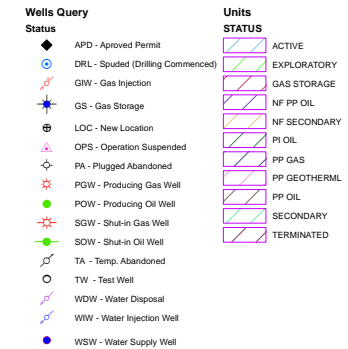 Wells Query
Status
APD - Aproved Permit
DRL - Spuded (Drilling Commenced)
GIW - Gas Injection
GS - Gas Storage
LOC - New Location
OPS - Operation Suspended
PA - Plugged Abandoned
PGW - Producing Gas Well
POW - Producing Oil Well
SGW - Shut-in Gas Well
SOW - Shut-in Oil Well
TA - Temp. Abandoned
TW - Test Well
WDW - Water Disposal
WIW - Water Injection Well
WSW - Water Supply Well
Units
STATUS
ACTIVE
EXPLORATORY
GAS STORAGE
NF PP OIL
NF SECONDARY
PI OIL
PP GAS
PP GEOTHERML
PP OIL
SECONDARY
TERMINATED